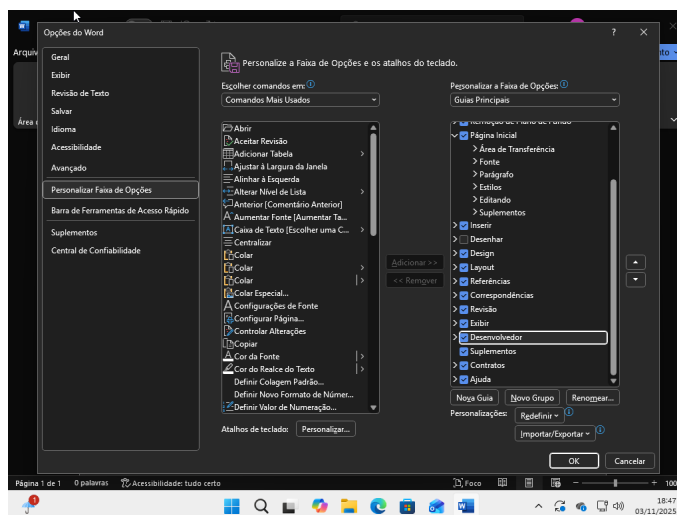 Opções do Word
?
Arquiv
Geral
Exibir
Revisão de Texto
Salvar
Idioma
Acessibilidade
Avançado
Personalizar Faixa de Opções
Barra de Ferramentas de Acesso Rápido
Suplementos
Central de Confiabilidade
Personalize a Faixa de Opções e os atalhos do teclado.
Escolher comandos em:
Comandos Mais Usados
Abrir
Aceitar Revisão
Adicionar Tabela
Ajustar à Largura da Janela
Alinhar à Esquerda
Alterar Nível de Lista
Anterior [Comentário Anterior]
Aumentar Fonte [Aumentar Ta...
Caixa de Texto [Escolher uma C...
Centralizar
Colar
Colar
Colar
Colar Especial...
Configurações de Fonte
Configurar Página...
Controlar Alterações
Copiar
Cor da Fonte
Cor do Realce do Texto
Definir Colagem Padrão...
Definir Novo Formato de Númer...
Definir Valor de Numeração...
Atalhos de teclado: Personalizar...
Adicionar >>
<< Remover
Personalizar a Faixa de Opções:
Guias Principais
Remoção de Plano de Fundo
Página Inicial
Área de Transferência
Fonte
Parágrafo
Estilos
Editando
Suplementos
Inserir
Desenhar
Design
Layout
Referências
Correspondências
Revisão
Exibir
Desenvolvedor
Suplementos
Contratos
Ajuda
Nova Guia Novo Grupo Renomear...
Personalizações: Redefinir
Importar/Exportar
OK Cancelar
Página 1 de 1 0 palavras Acessibilidade: tudo certo Foco 100
18:47
03/11/2025